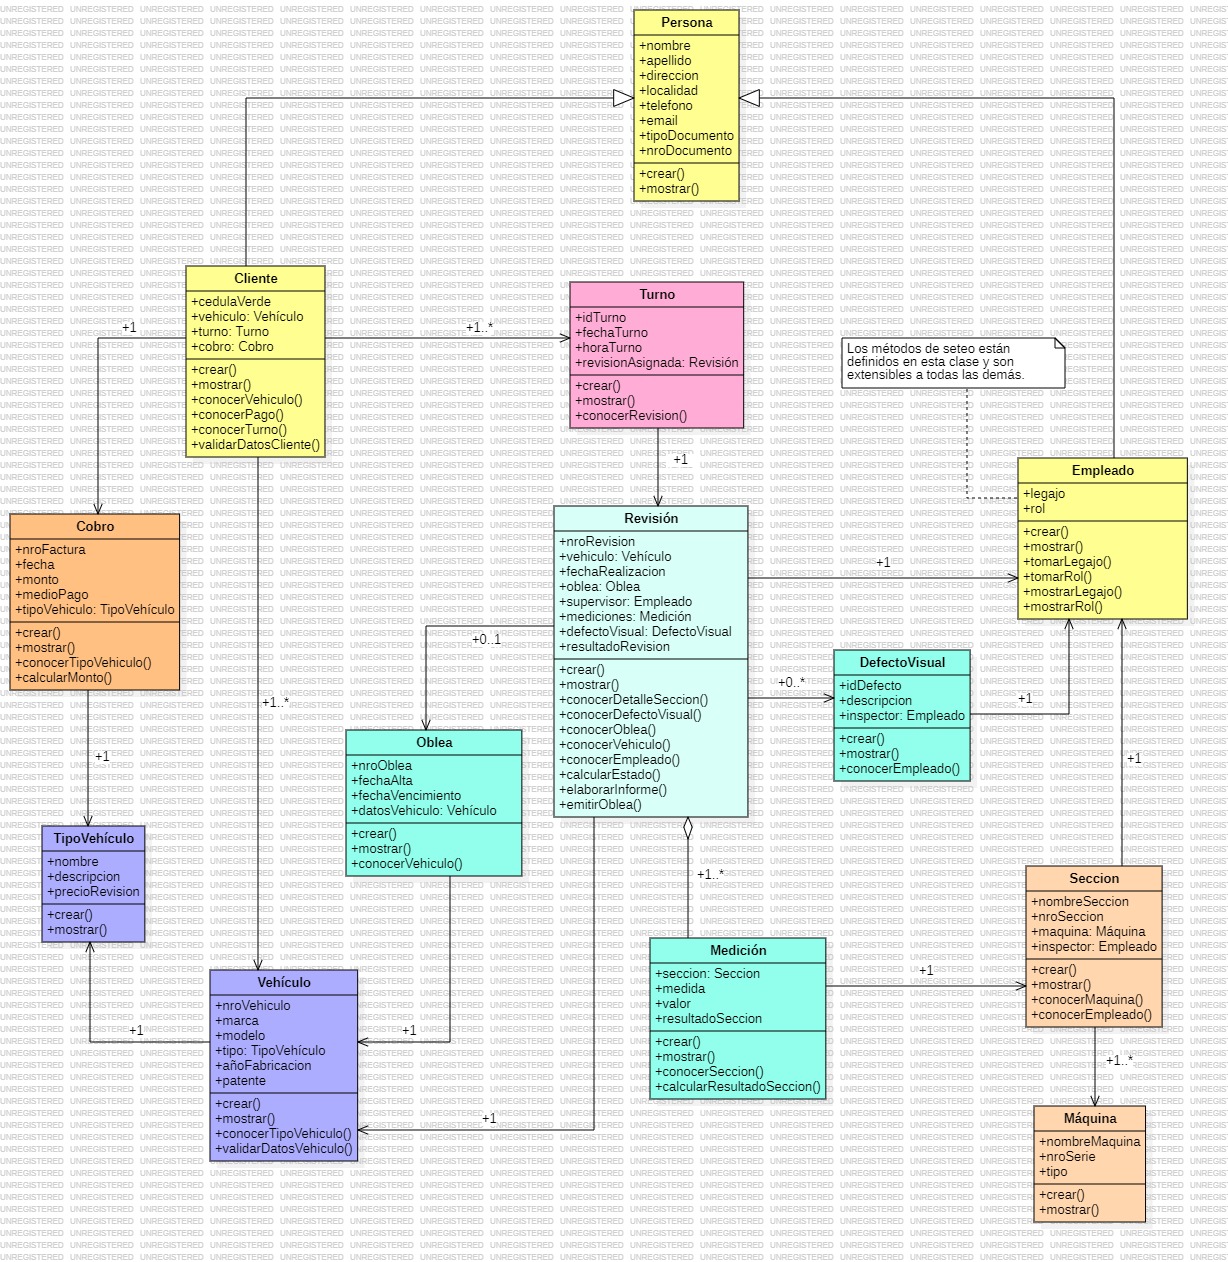 Persona
+nombre
+apellido
+direccion
+localidad
+telefono
+email
+tipoDocumento
+nroDocumento
+crear()
+mostrar()
Cliente
+cedulaVerde
+vehiculo: Vehículo
+turno: Turno
+cobro: Cobro
+crear()
+mostrar()
+conocerVehiculo()
+conocerPago()
+conocerTurno()
+validarDatosCliente()
+1
+1..*
Turno
+idTurno
+fechaTurno
+horaTurno
+revisionAsignada: Revisión
+crear()
+mostrar()
+conocerRevision()
+1
Los métodos de seteo están
definidos en esta clase y son
extensibles a todas las demás.
Empleado
+legajo
+rol
+crear()
+mostrar()
+tomarLegajo()
+tomarRol()
+mostrarLegajo()
+mostrarRol()
Cobro
+nroFactura
+fecha
+monto
+medioPago
+tipoVehiculo: TipoVehículo
+crear()
+mostrar()
+conocerTipoVehiculo()
+calcularMonto()
+1
+1..*
Revisión
+nroRevision
+vehiculo: Vehículo
+fechaRealizacion
+oblea: Oblea
+supervisor: Empleado
+mediciones: Medición
+defectoVisual: DefectoVisual
+resultadoRevision
+crear()
+mostrar()
+conocerDetalleSeccion()
+conocerDefectoVisual()
+conocerOblea()
+conocerVehiculo()
+conocerEmpleado()
+calcularEstado()
+elaborarInforme()
+emitirOblea()
+1
+0..1
+0..*
DefectoVisual
+idDefecto
+descripcion
+inspector: Empleado
+crear()
+mostrar()
+conocerEmpleado()
+1
+1
Oblea
+nroOblea
+fechaAlta
+fechaVencimiento
+datosVehiculo: Vehículo
+crear()
+mostrar()
+conocerVehiculo()
TipoVehículo
+nombre
+descripcion
+precioRevision
+crear()
+mostrar()
+1..*
Seccion
+nombreSeccion
+nroSeccion
+maquina: Máquina
+inspector: Empleado
+crear()
+mostrar()
+conocerMaquina()
+conocerEmpleado()
Medición
+seccion: Seccion
+medida
+valor
+resultadoSeccion
+crear()
+mostrar()
+conocerSeccion()
+calcularResultadoSeccion()
+1
Vehículo
+nroVehiculo
+marca
+modelo
+tipo: TipoVehículo
+añoFabricacion
+patente
+crear()
+mostrar()
+conocerTipoVehiculo()
+validarDatosVehiculo()
+1
+1
+1
+1..*
Máquina
+nombreMaquina
+nroSerie
+tipo
+crear()
+mostrar()
UNREGISTERED